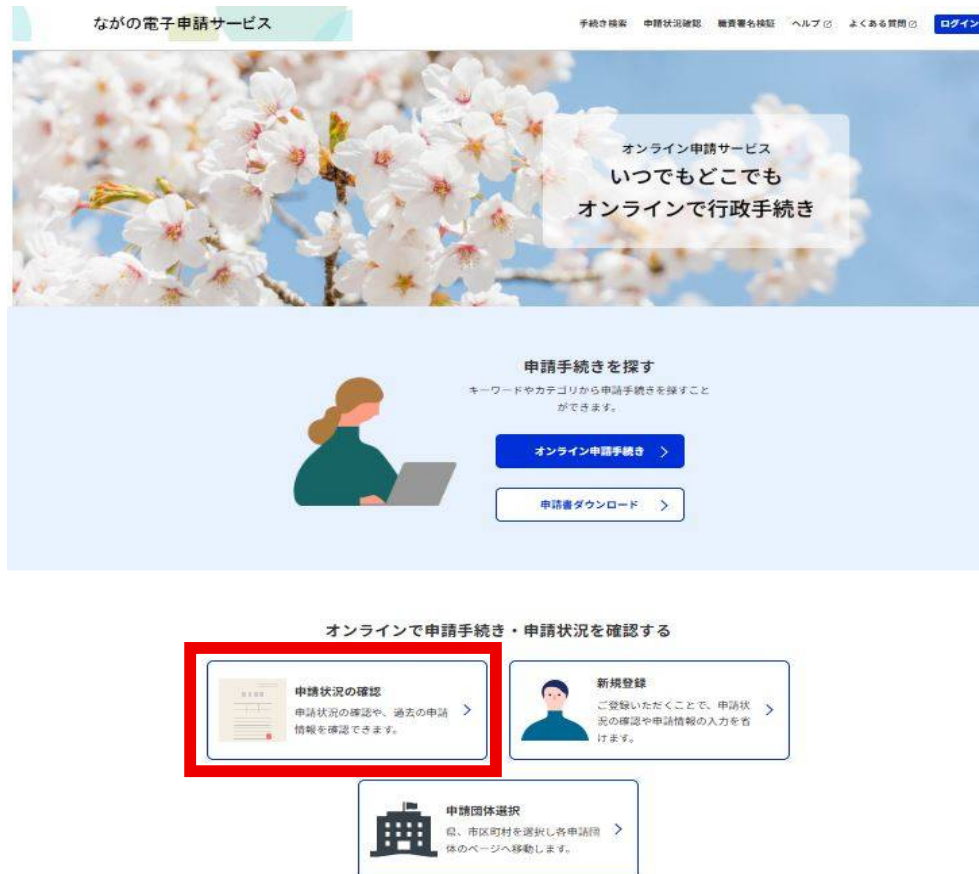 ながの電子申請サービス
手続き検索 申請状況確認 職責署名検証 ヘルプ よくある質問 ログイン
オンライン申請サービス
いつでもどこでも
オンラインで行政手続き
申請手続きを探す
キーワードやカテゴリから申請手続きを探すこと
ができます。
オンライン申請手続き
申請書ダウンロード
オンラインで申請手続き・申請状況を確認する
申請状況の確認
申請状況の確認や、過去の申請
情報を確認できます。
新規登録
ご登録いただくことで、申請状
況の確認や申請情報の入力を省
けます。
申請団体選択
県、市区町村を選択し各申請団
体のページへ移動します。